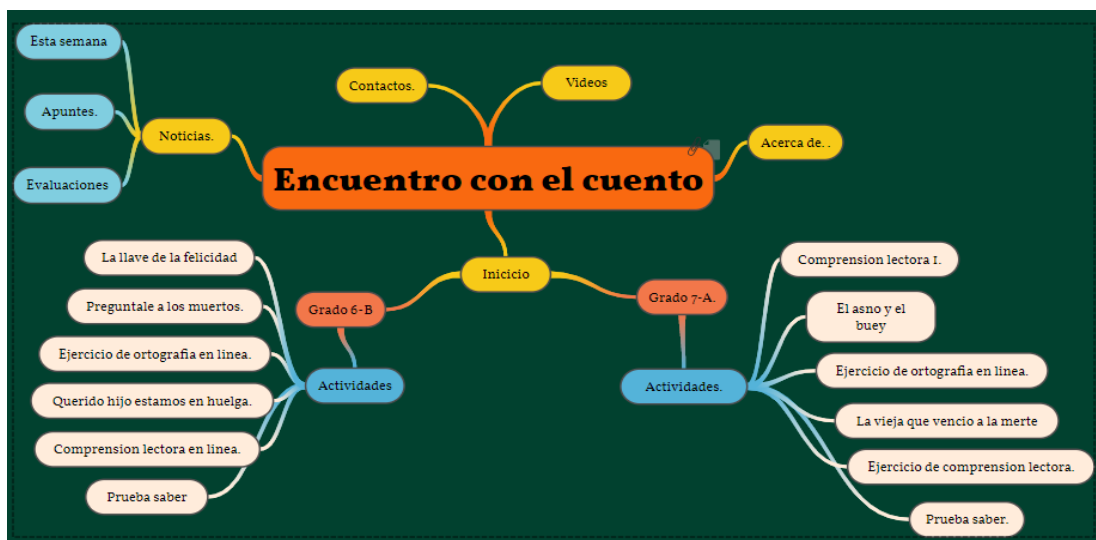 Esta semana
Apuntes.
Evaluaciones
Noticias.
Contactos.
Videos
Acerca de. .
Encuentro con el cuento
Inicicio
Grado 6-B
Actividades
La llave de la felicidad
Preguntale a los muertos.
Ejercicio de ortografia en linea.
Querido hijo estamos en huelga.
Comprension lectora en linea.
Prueba saber
Grado 7-A.
Actividades.
Comprension lectora I.
El asno y el
buey
Ejercicio de ortografia en linea.
La vieja que vencio a la merte
Ejercicio de comprension lectora.
Prueba saber.